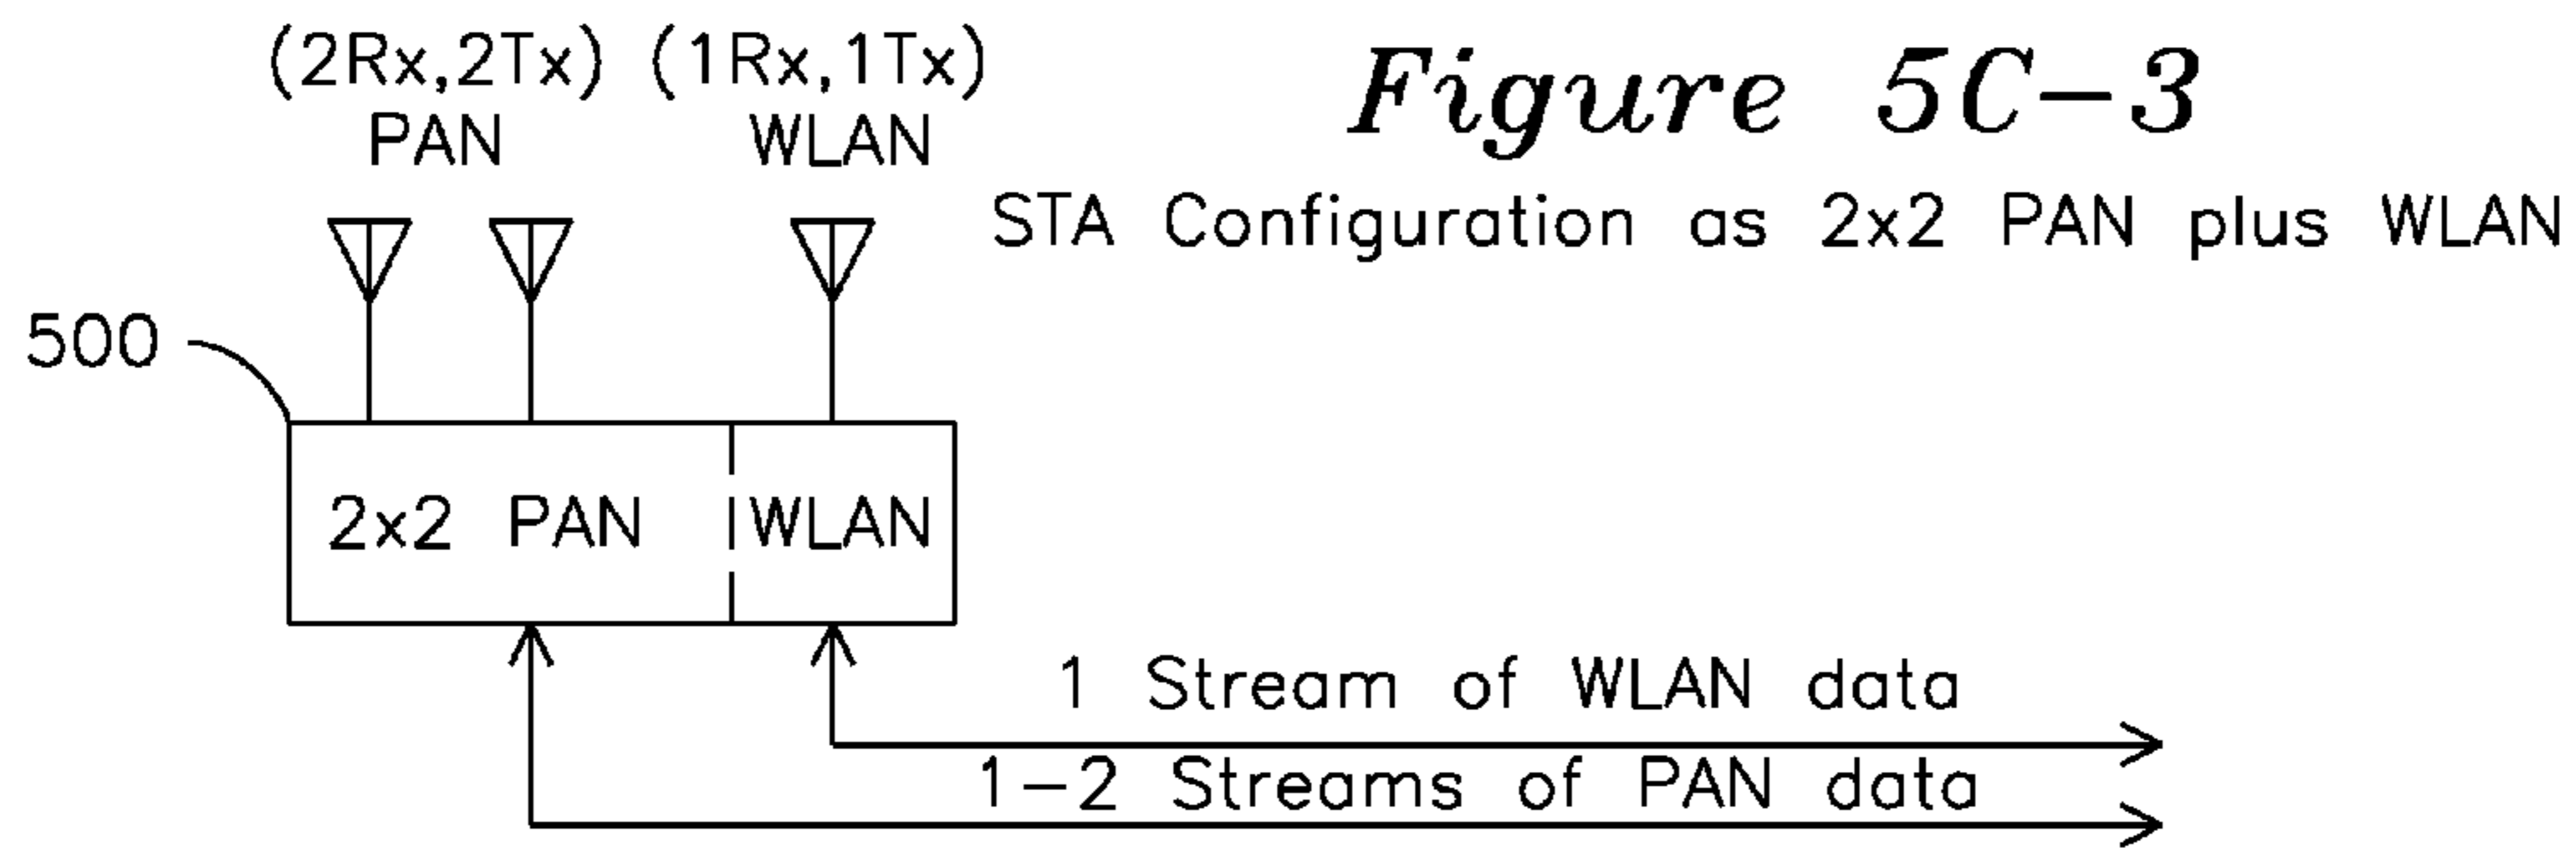 (2Rx,2Tx) (1Rx,1Tx)
PAN WLAN
Figure 5C-3
STA Configuration as 2x2 PAN plus WLAN
500
2x2 PAN WLAN
1 Stream of WLAN data
1-2 Streams of PAN data